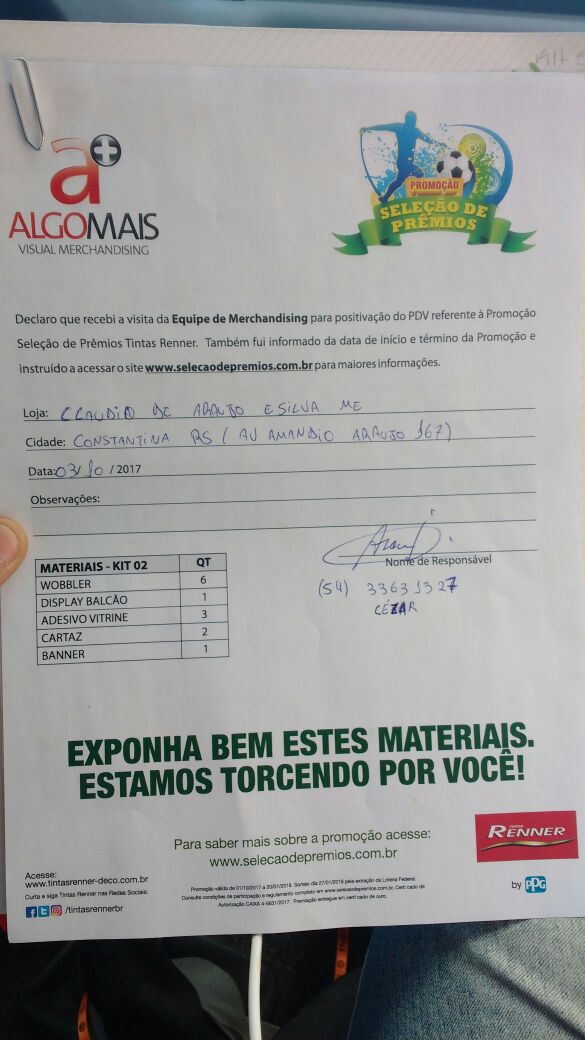 a+
ALGOMAIS
VISUAL MERCHANDISING
PROMOÇÃO
SELEÇÃO DE
PRÊMIOS
Declaro que recebi a visita da Equipe de Merchandising para positivação do PDV referente à Promoção
Seleção de Prêmios Tintas Renner. Também fui informado da data de início e término da Promoção e
instruído a acessar o site www.selecaodepremios.com.br para maiores informações.
Loja: CLAUDIO DE ARAUJO ESILVA ME
Cidade: CONSTANTINA RS (AV AMANDIO ARAUJO 167)
Data: 03/10 / 2017
Observações:
Nome de Responsável
(54) 33631327
CÉZAR
MATERIAIS - KIT 02 QT
WOBBLER 6
DISPLAY BALCÃO 1
ADESIVO VITRINE 3
CARTAZ 2
BANNER 1
EXPONHA BEM ESTES MATERIAIS.
ESTAMOS TORCENDO POR VOCÊ!
Para saber mais sobre a promoção acesse:
www.selecaodepremios.com.br
TINTAS
RENNER
by PPG
Acesse:
www.tintasrenner-deco.com.br
Curta e siga Tintas Renner nas Redes Sociais:
/tintasrennerbr
Promoção válida de 01/10/2017 a 20/01/2018. Sorteio dia 27/01/2018 pela extração da Loteria Federal.
Consulte condições de participação e regulamento completo em www.selecaodepremios.com.br. Certi cado de
Autorização CAIXA 4-5631/2017. Premiação entregue em certi cado de ouro.